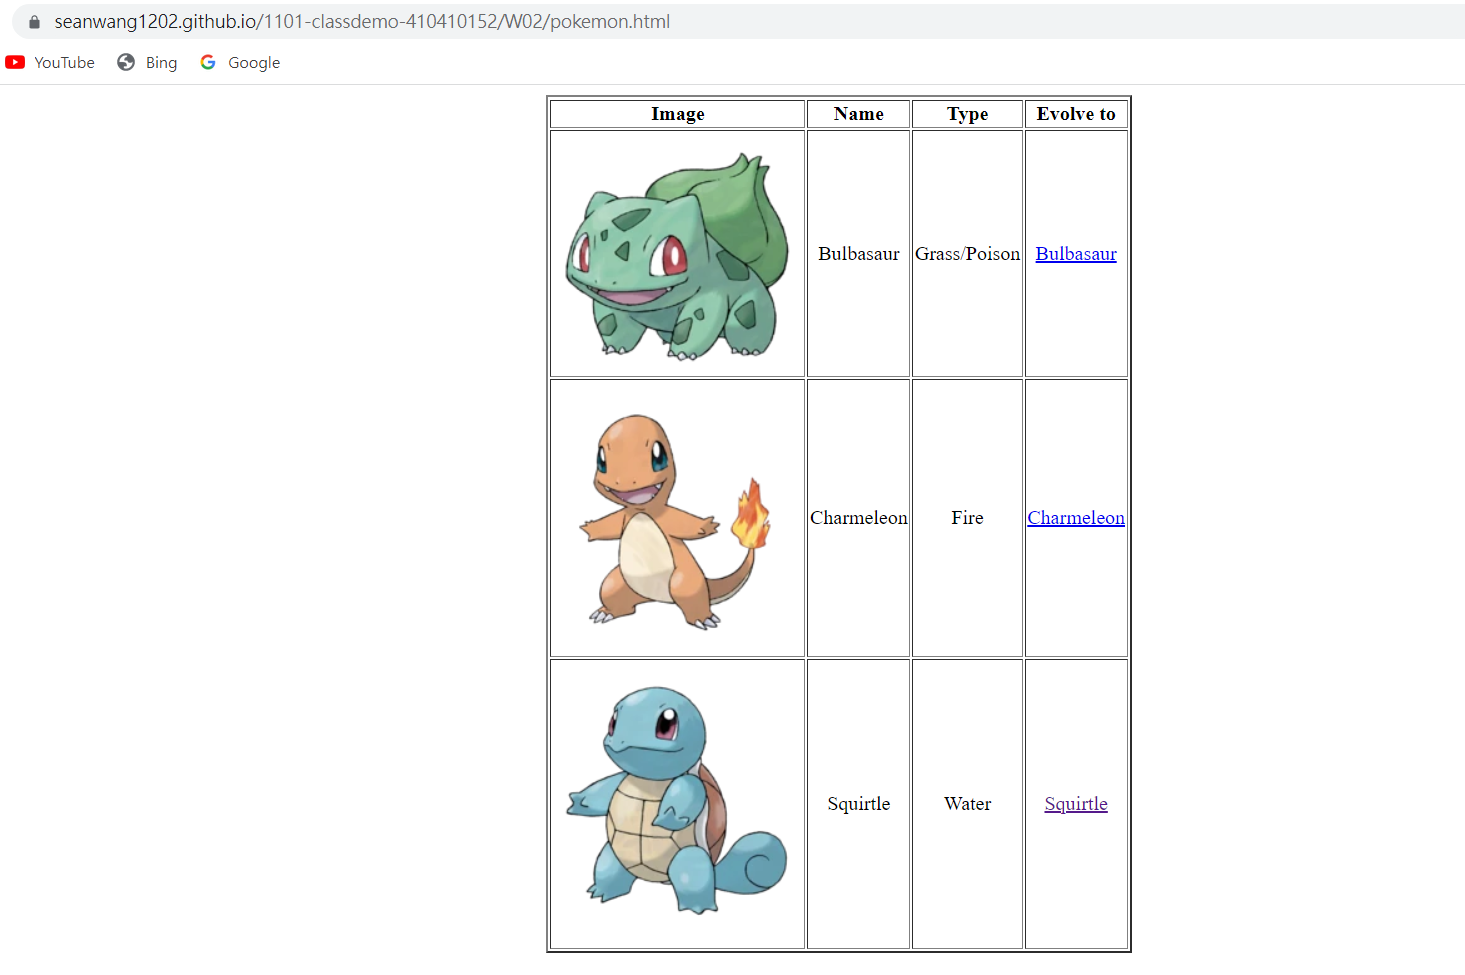 seanwang1202.github.io/1101-classdemo-410410152/W02/pokemon.html
YouTube Bing Google
Image Name Type Evolve to
Bulbasaur Grass/Poison Bulbasaur
Charmeleon Fire Charmeleon
Squirtle Water Squirtle